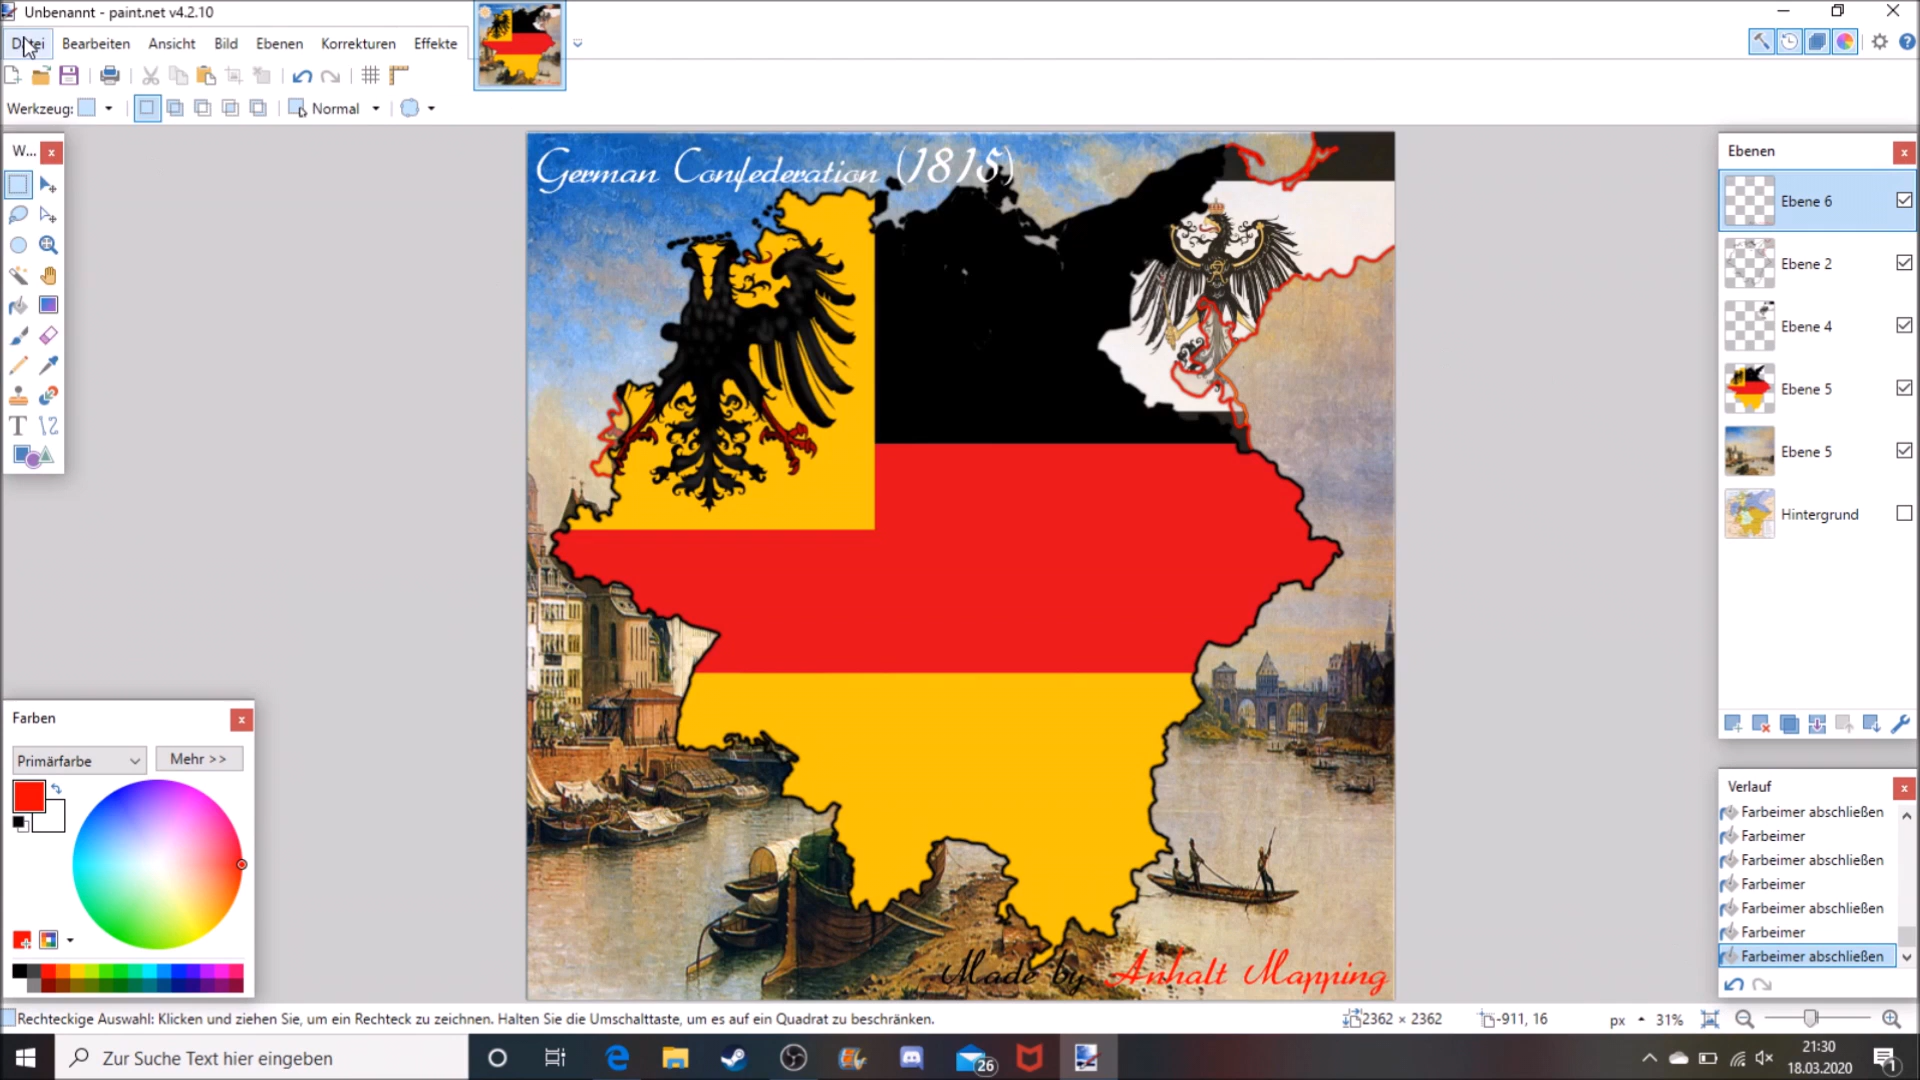 Unbenannt - paint.net v4.2.10
Datei Bearbeiten Ansicht Bild Ebenen Korrekturen Effekte
Werkzeug: Normal
W...
German Confederation (1815)
Made by Anhalt Mapping
Ebenen
Ebene 6
Ebene 2
Ebene 4
Ebene 5
Ebene 5
Hintergrund
Farben
Primärfarbe Mehr >>
Verlauf
Farbeimer abschließen
Farbeimer
Farbeimer abschließen
Farbeimer
Farbeimer abschließen
Farbeimer
Farbeimer abschließen
Rechteckige Auswahl: Klicken und ziehen Sie, um ein Rechteck zu zeichnen. Halten Sie die Umschalttaste, um es auf ein Quadrat zu beschränken.
2362 × 2362 -911, 16 px 31%
Zur Suche Text hier eingeben
26
21:30
18.03.2020
1